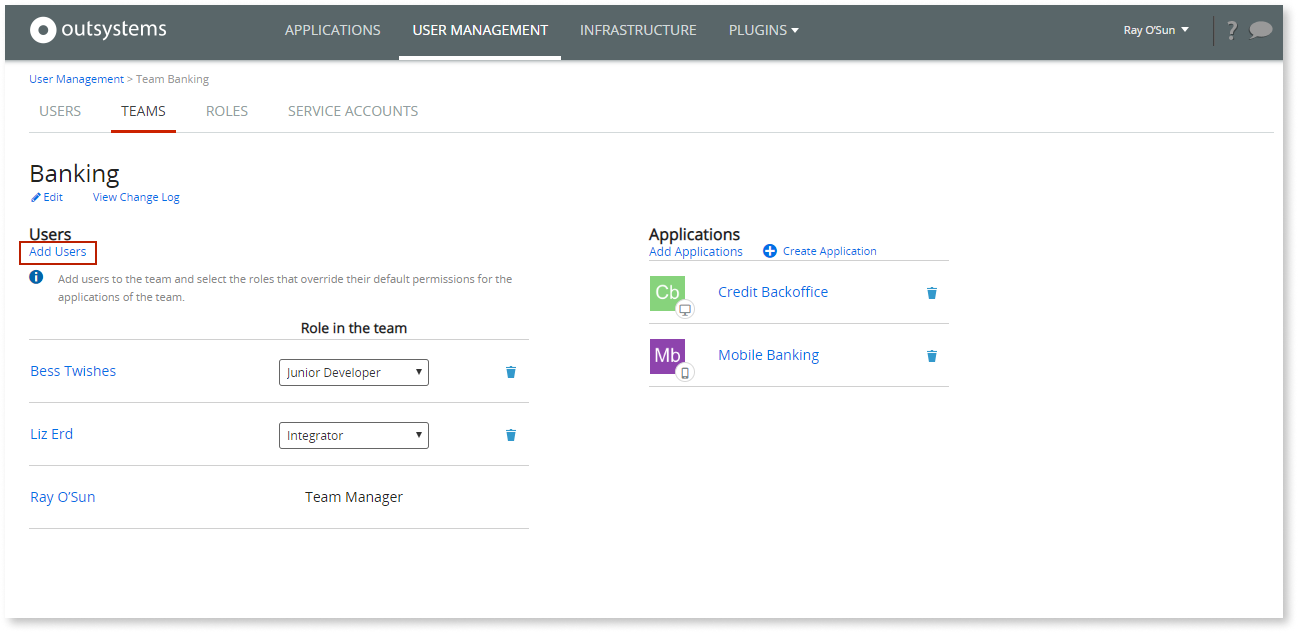 outsystems
APPLICATIONS USER MANAGEMENT INFRASTRUCTURE PLUGINS
Ray O'Sun
?
User Management > Team Banking
USERS TEAMS ROLES SERVICE ACCOUNTS
Banking
Edit View Change Log
Users
Add Users
i
Add users to the team and select the roles that override their default permissions for the
applications of the team.
Role in the team
Bess Twishes Junior Developer
Liz Erd Integrator
Ray O'Sun Team Manager
Applications
Add Applications Create Application
Cb Credit Backoffice
Mb Mobile Banking